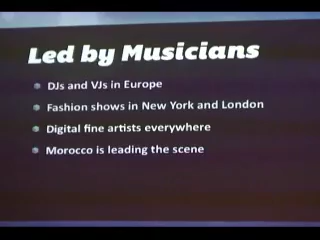 Led by Musicians
DJs and VJs in Europe
Fashion shows in New York and London
Digital fine artists everywhere
Morocco is leading the scene